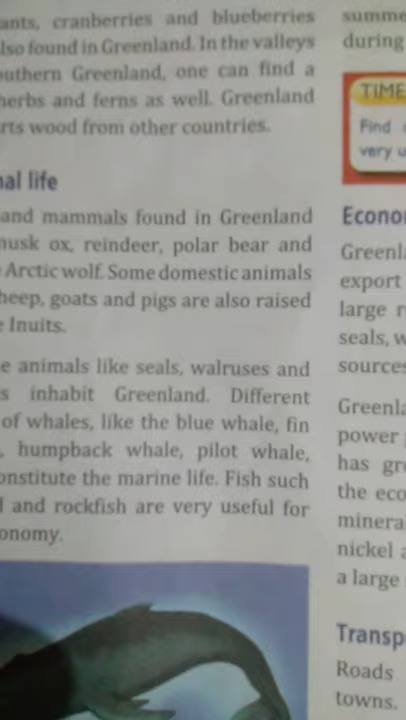 ants, cranberries and blueberries
lso found in Greenland. In the valleys
outhern Greenland, one can find a
herbs and ferns as well. Greenland
rts wood from other countries.
nal life
and mammals found in Greenland
musk ox, reindeer, polar bear and
Arctic wolf. Some domestic animals
heep, goats and pigs are also raised
e Inuits.
e animals like seals, walruses and
s inhabit Greenland. Different
of whales, like the blue whale, fin
, humpback whale, pilot whale,
onstitute the marine life. Fish such
d and rockfish are very useful for
onomy.
summe
during
TIME
Find
very u
Econo
Greenla
export
large r
seals, w
sources
Greenla
power
has gr
the eco
minera
nickel a
a large
Transp
Roads
towns.